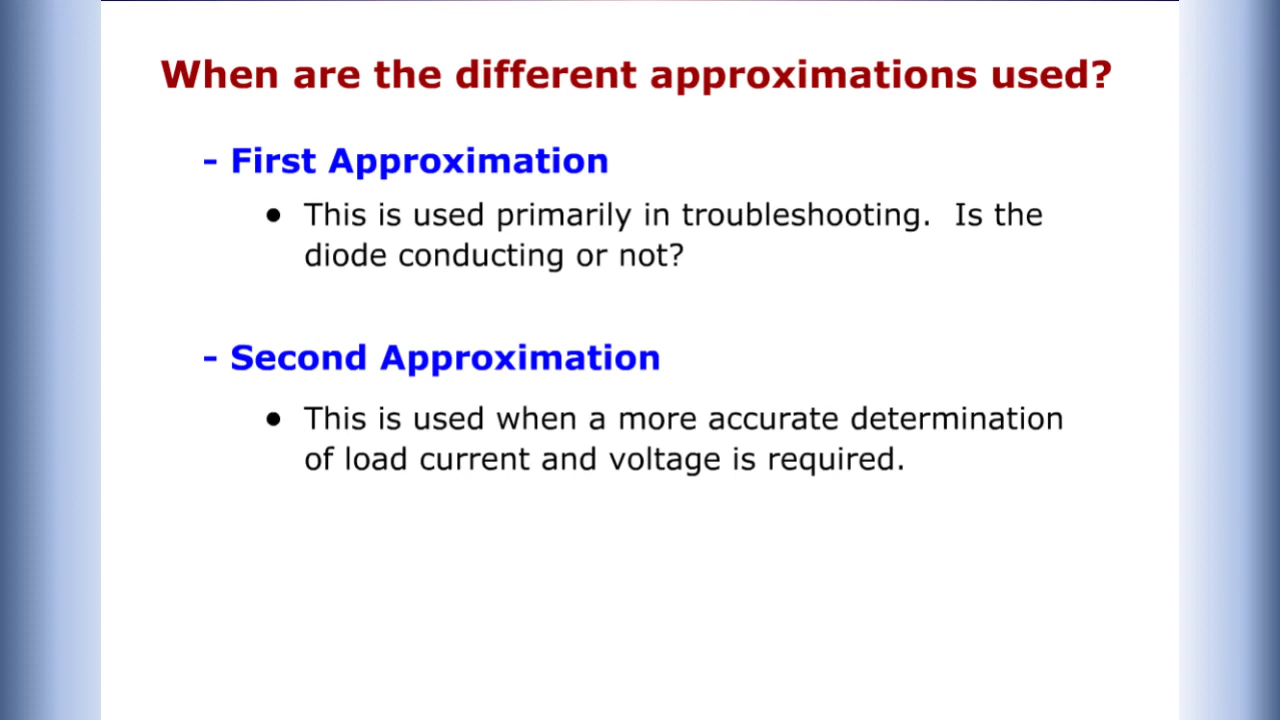 When are the different approximations used?
- First Approximation
● This is used primarily in troubleshooting. Is the
diode conducting or not?
- Second Approximation
● This is used when a more accurate determination
of load current and voltage is required.